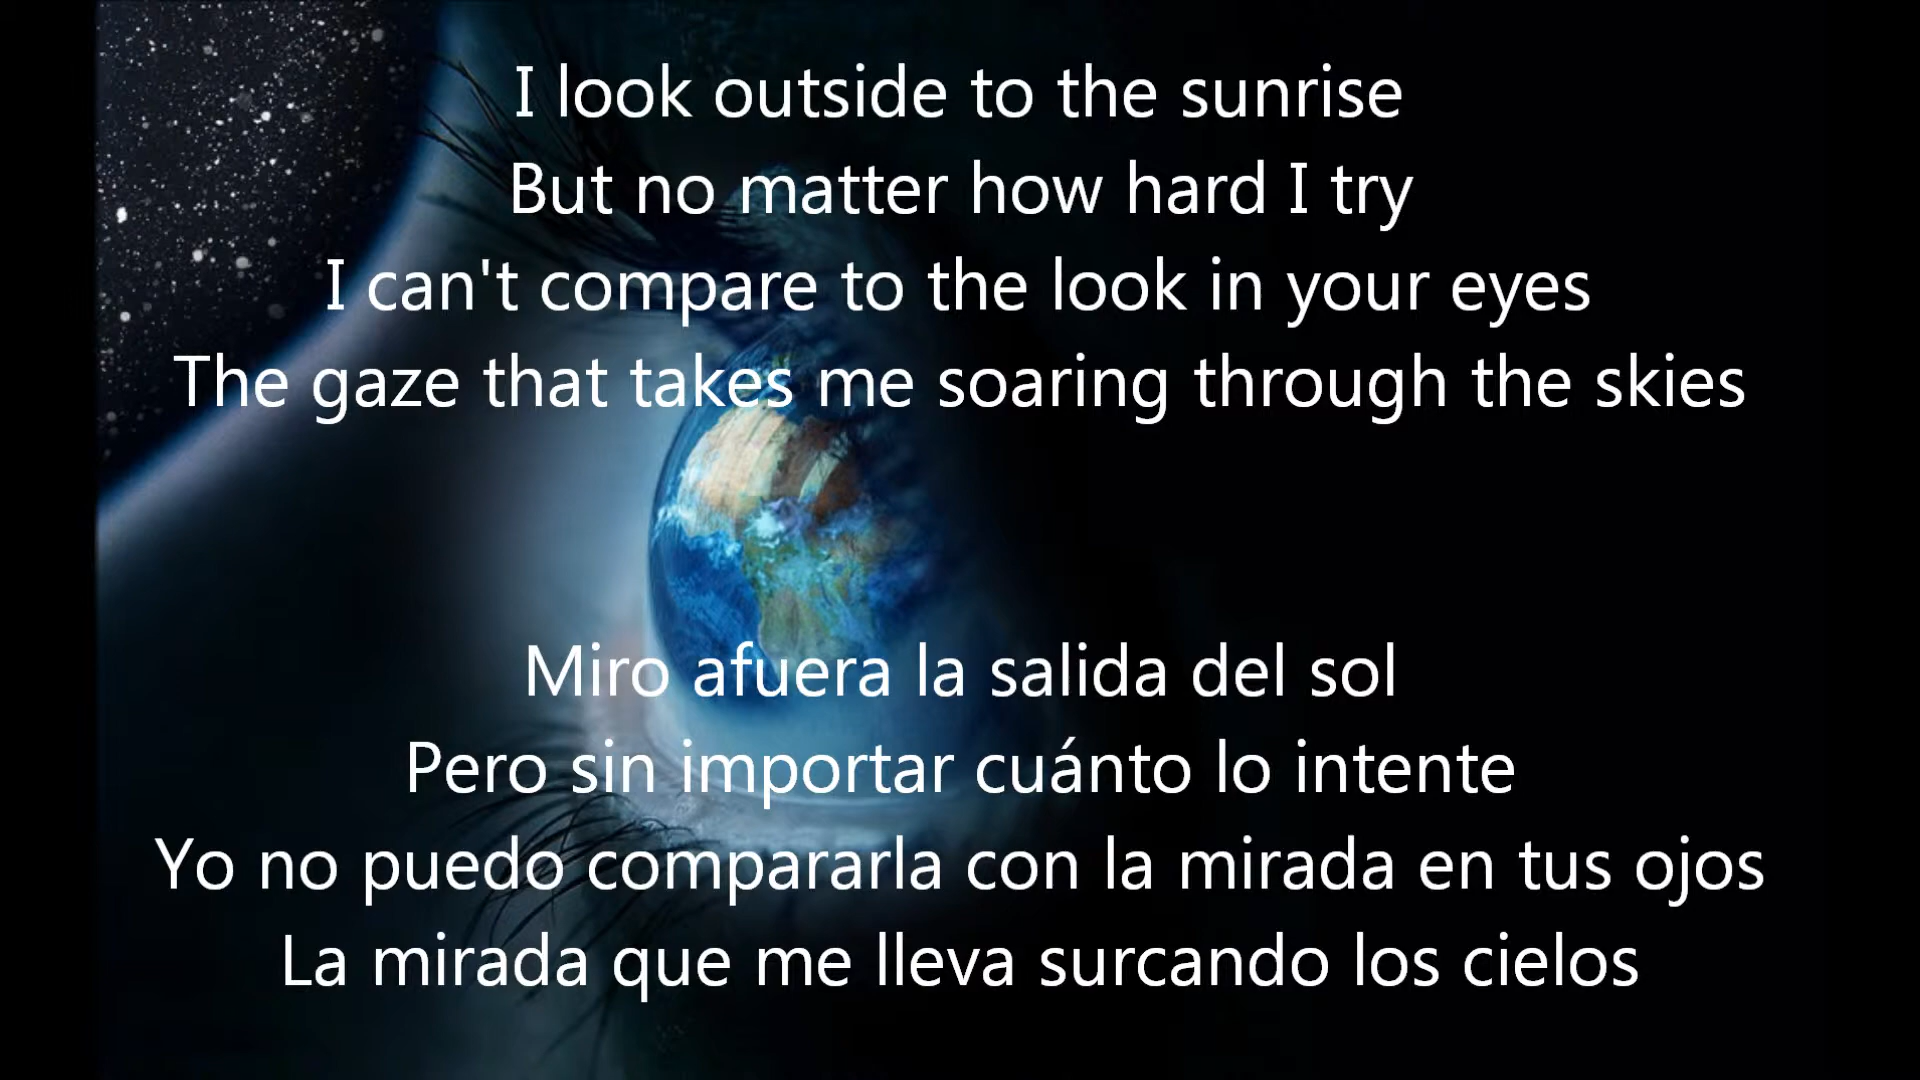 I look outside to the sunrise
But no matter how hard I try
I can't compare to the look in your eyes
The gaze that takes me soaring through the skies
Miro afuera la salida del sol
Pero sin importar cuánto lo intente
Yo no puedo compararla con la mirada en tus ojos
La mirada que me lleva surcando los cielos